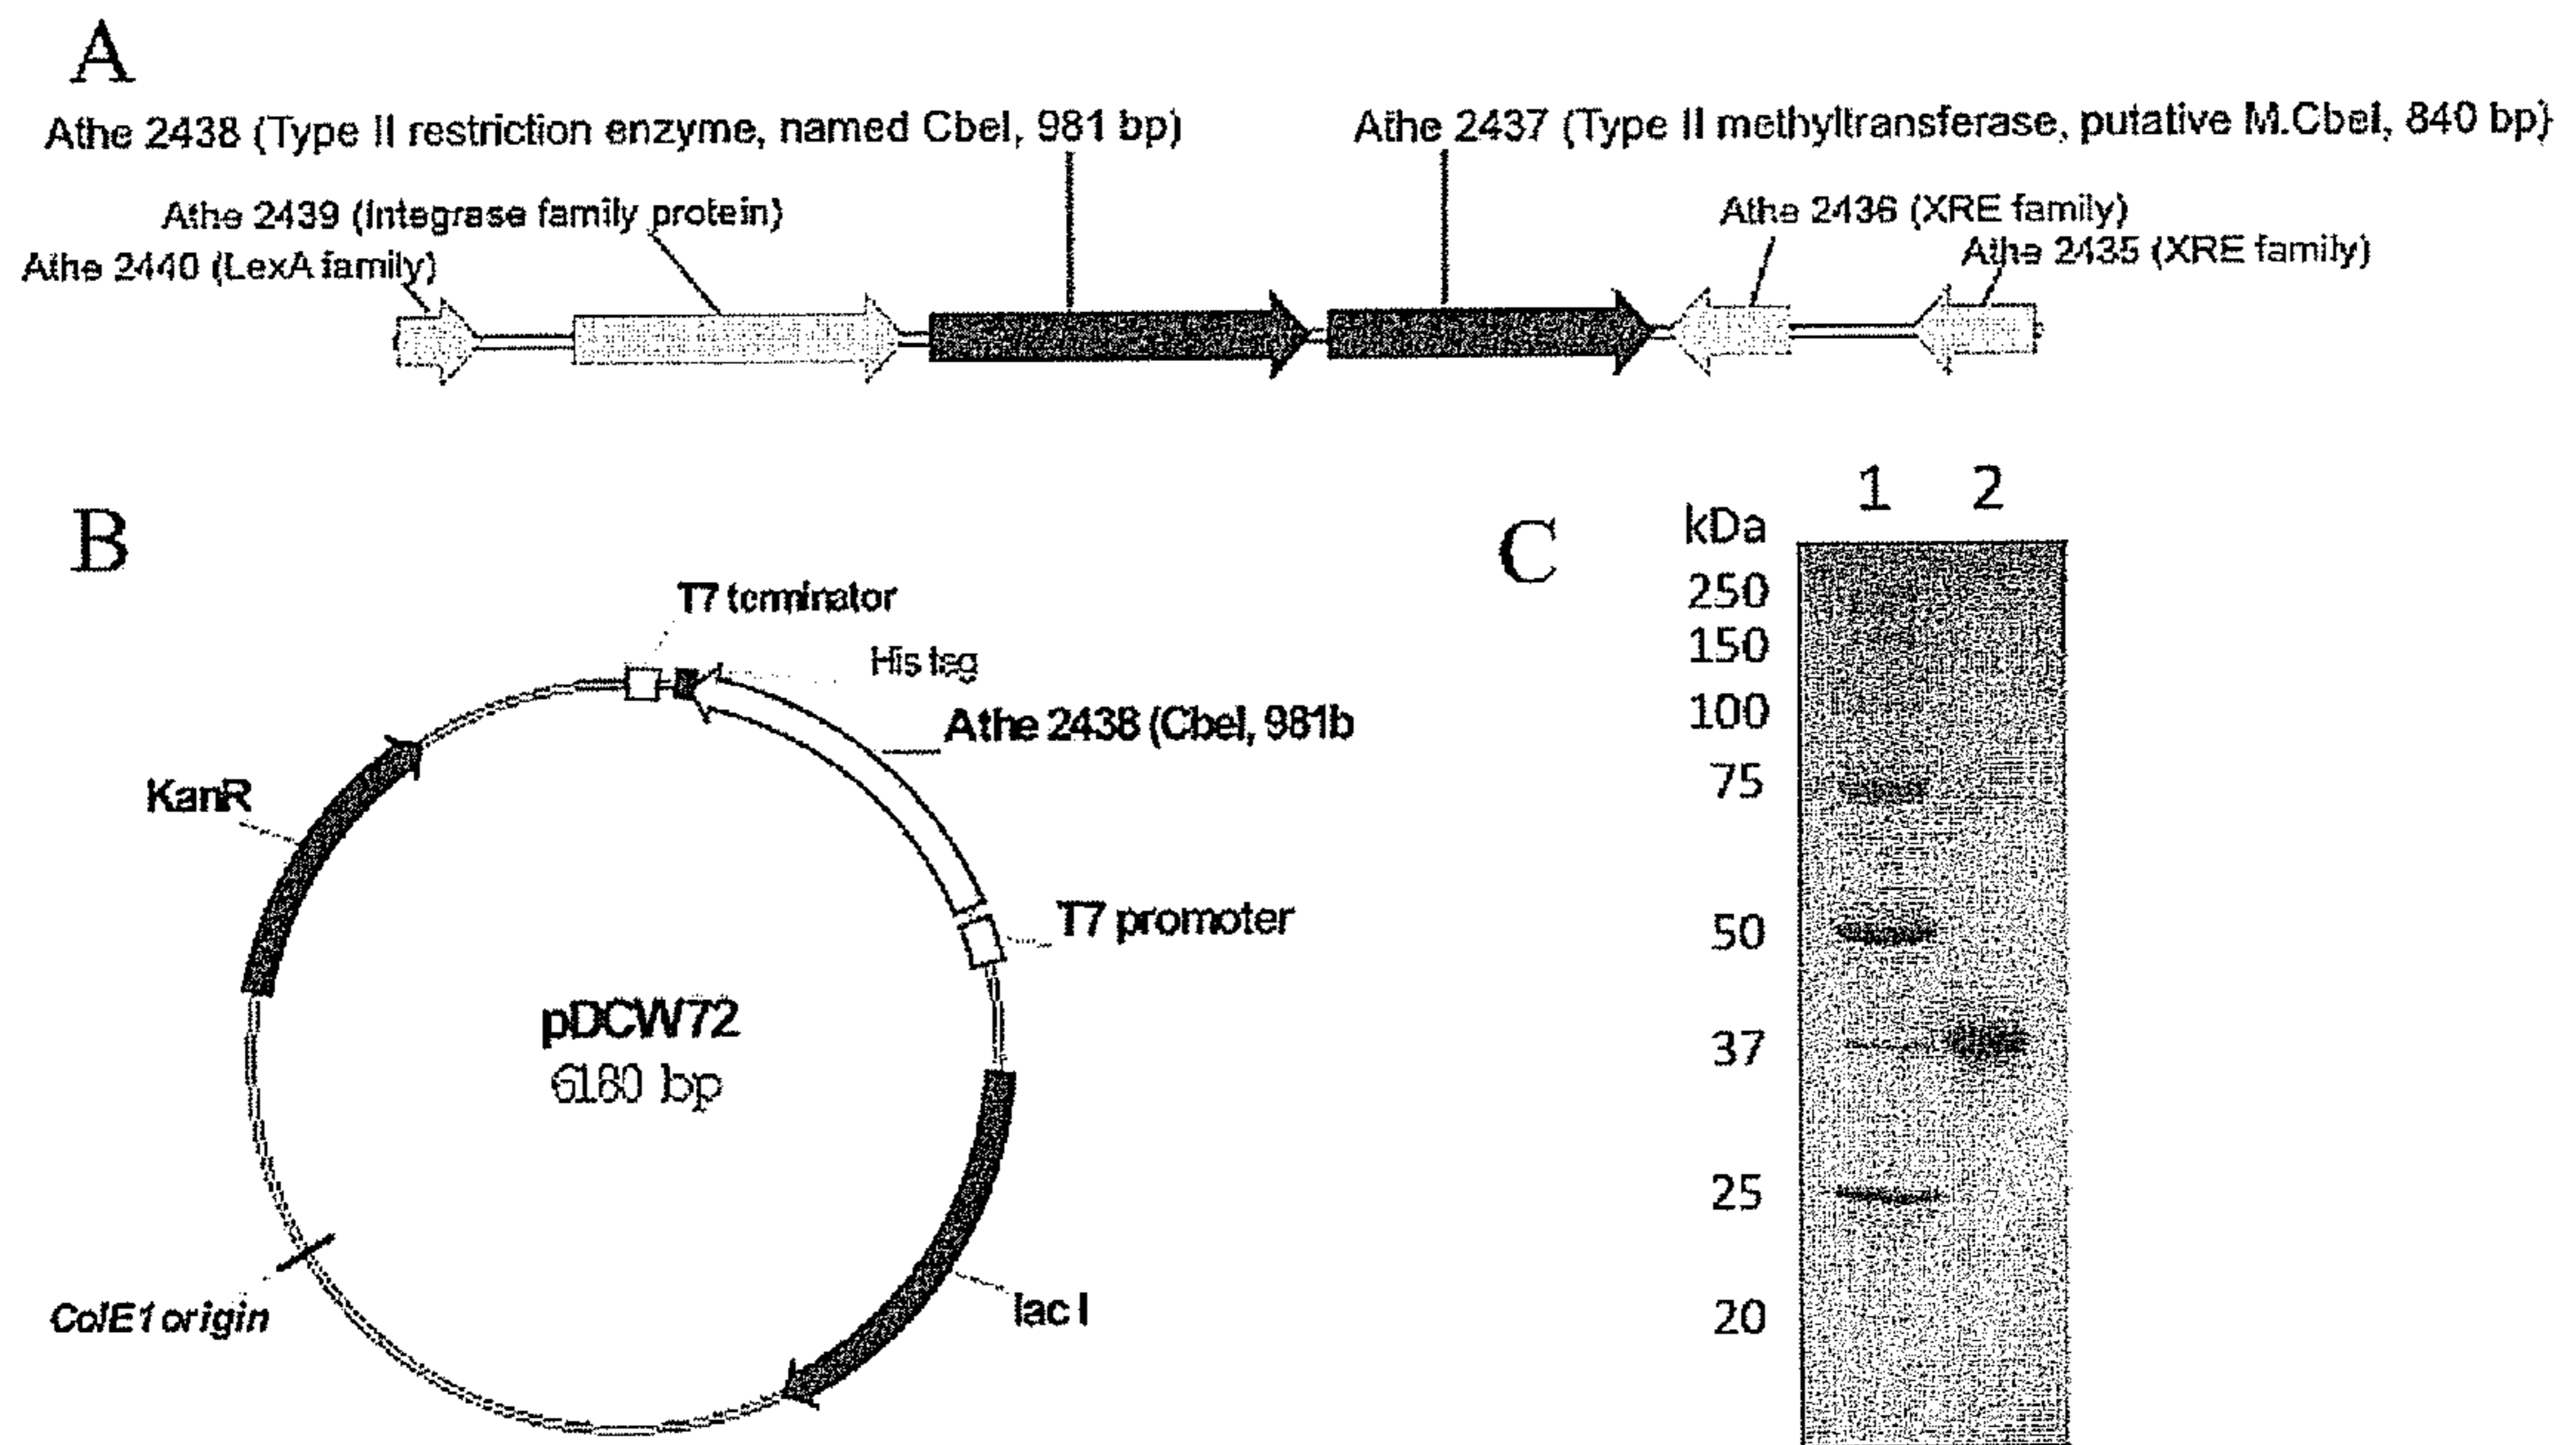 A
Athe 2438 (Type II restriction enzyme, named CbeI, 981 bp)
Athe 2437 (Type II methyltransferase, putative M.CbeI, 840 bp)
Athe 2439 (Integrase family protein)
Athe 2436 (XRE family)
Athe 2440 (LexA family)
Athe 2435 (XRE family)
B
T7 terminator
His tag
Athe 2438 (CbeI, 981b
KanR
T7 promoter
pDCW72
6180 bp
ColE1 origin
lac I
C
1 2
kDa
250
150
100
75
50
37
25
20